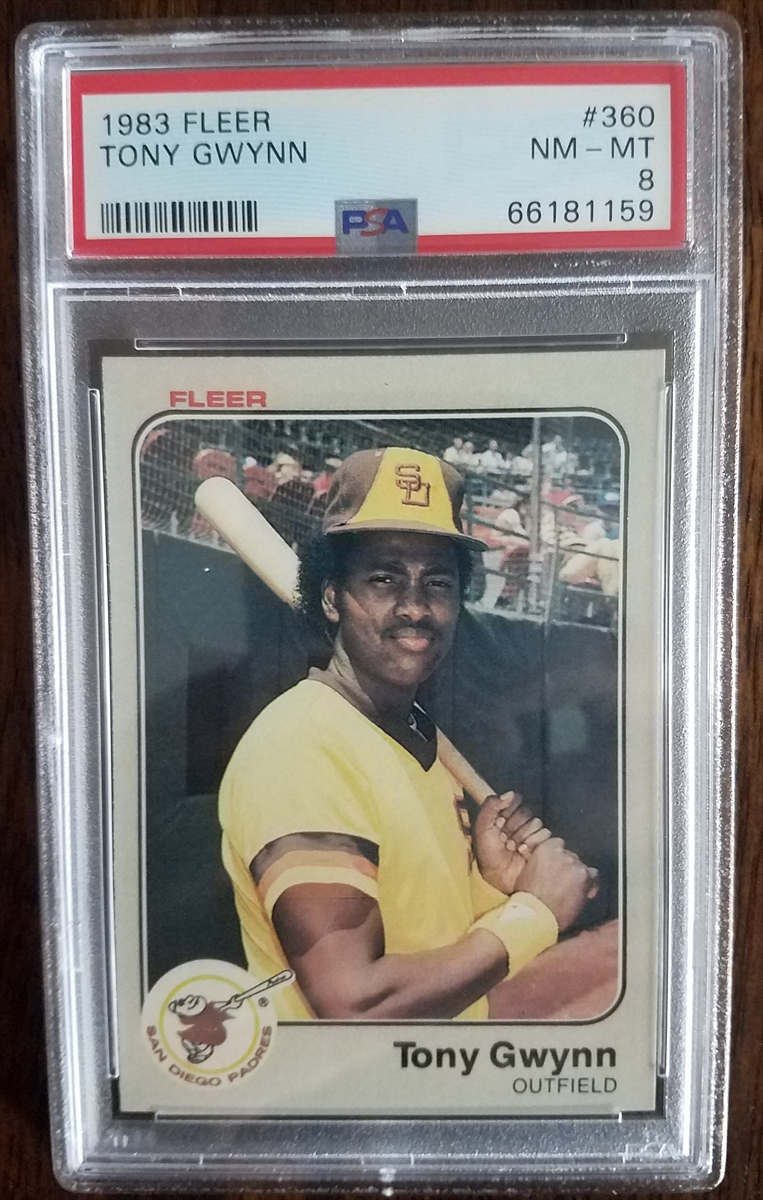 1983 FLEER #360
TONY GWYNN NM - MT
8
PSA 66181159
FLEER
SD
SAN DIEGO PADRES ®
Tony Gwynn
OUTFIELD